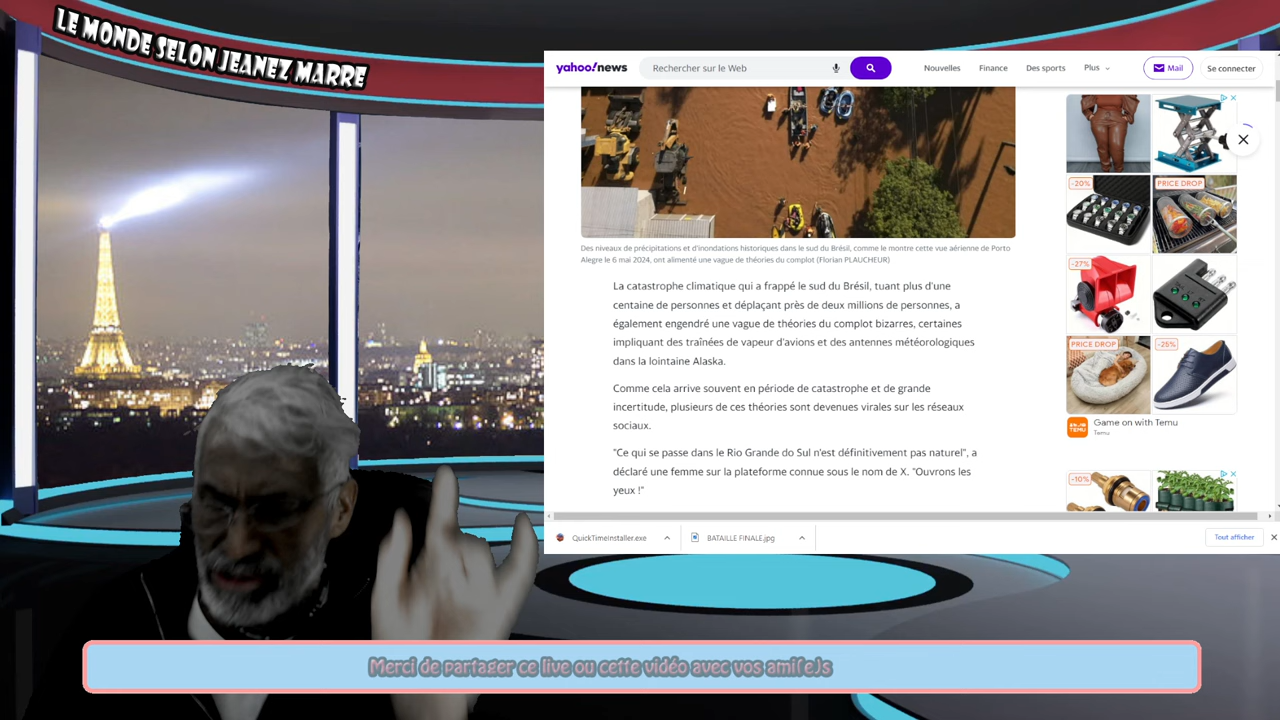 LE MONDE SELON JEANEZ MARRE
yahoo!news
Rechercher sur le Web
Nouvelles
Finance
Des sports
Plus
Mail
Se connecter
-20%
PRICE DROP
-27%
PRICE DROP
-25%
TEMU
Game on with Temu
Temu
-10%
Des niveaux de précipitations et d'inondations historiques dans le sud du Brésil, comme le montre cette vue aérienne de Porto
Alegre le 6 mai 2024, ont alimenté une vague de théories du complot (Florian PLAUCHEUR)
La catastrophe climatique qui a frappé le sud du Brésil, tuant plus d'une
centaine de personnes et déplaçant près de deux millions de personnes, a
également engendré une vague de théories du complot bizarres, certaines
impliquant des traînées de vapeur d'avions et des antennes météorologiques
dans la lointaine Alaska.
Comme cela arrive souvent en période de catastrophe et de grande
incertitude, plusieurs de ces théories sont devenues virales sur les réseaux
sociaux.
"Ce qui se passe dans le Rio Grande do Sul n'est définitivement pas naturel", a
déclaré une femme sur la plateforme connue sous le nom de X. "Ouvrons les
yeux !"
QuickTimeInstaller.exe
BATAILLE FINALE.jpg
Tout afficher
Merci de partager ce live ou cette vidéo avec vos ami(e)s